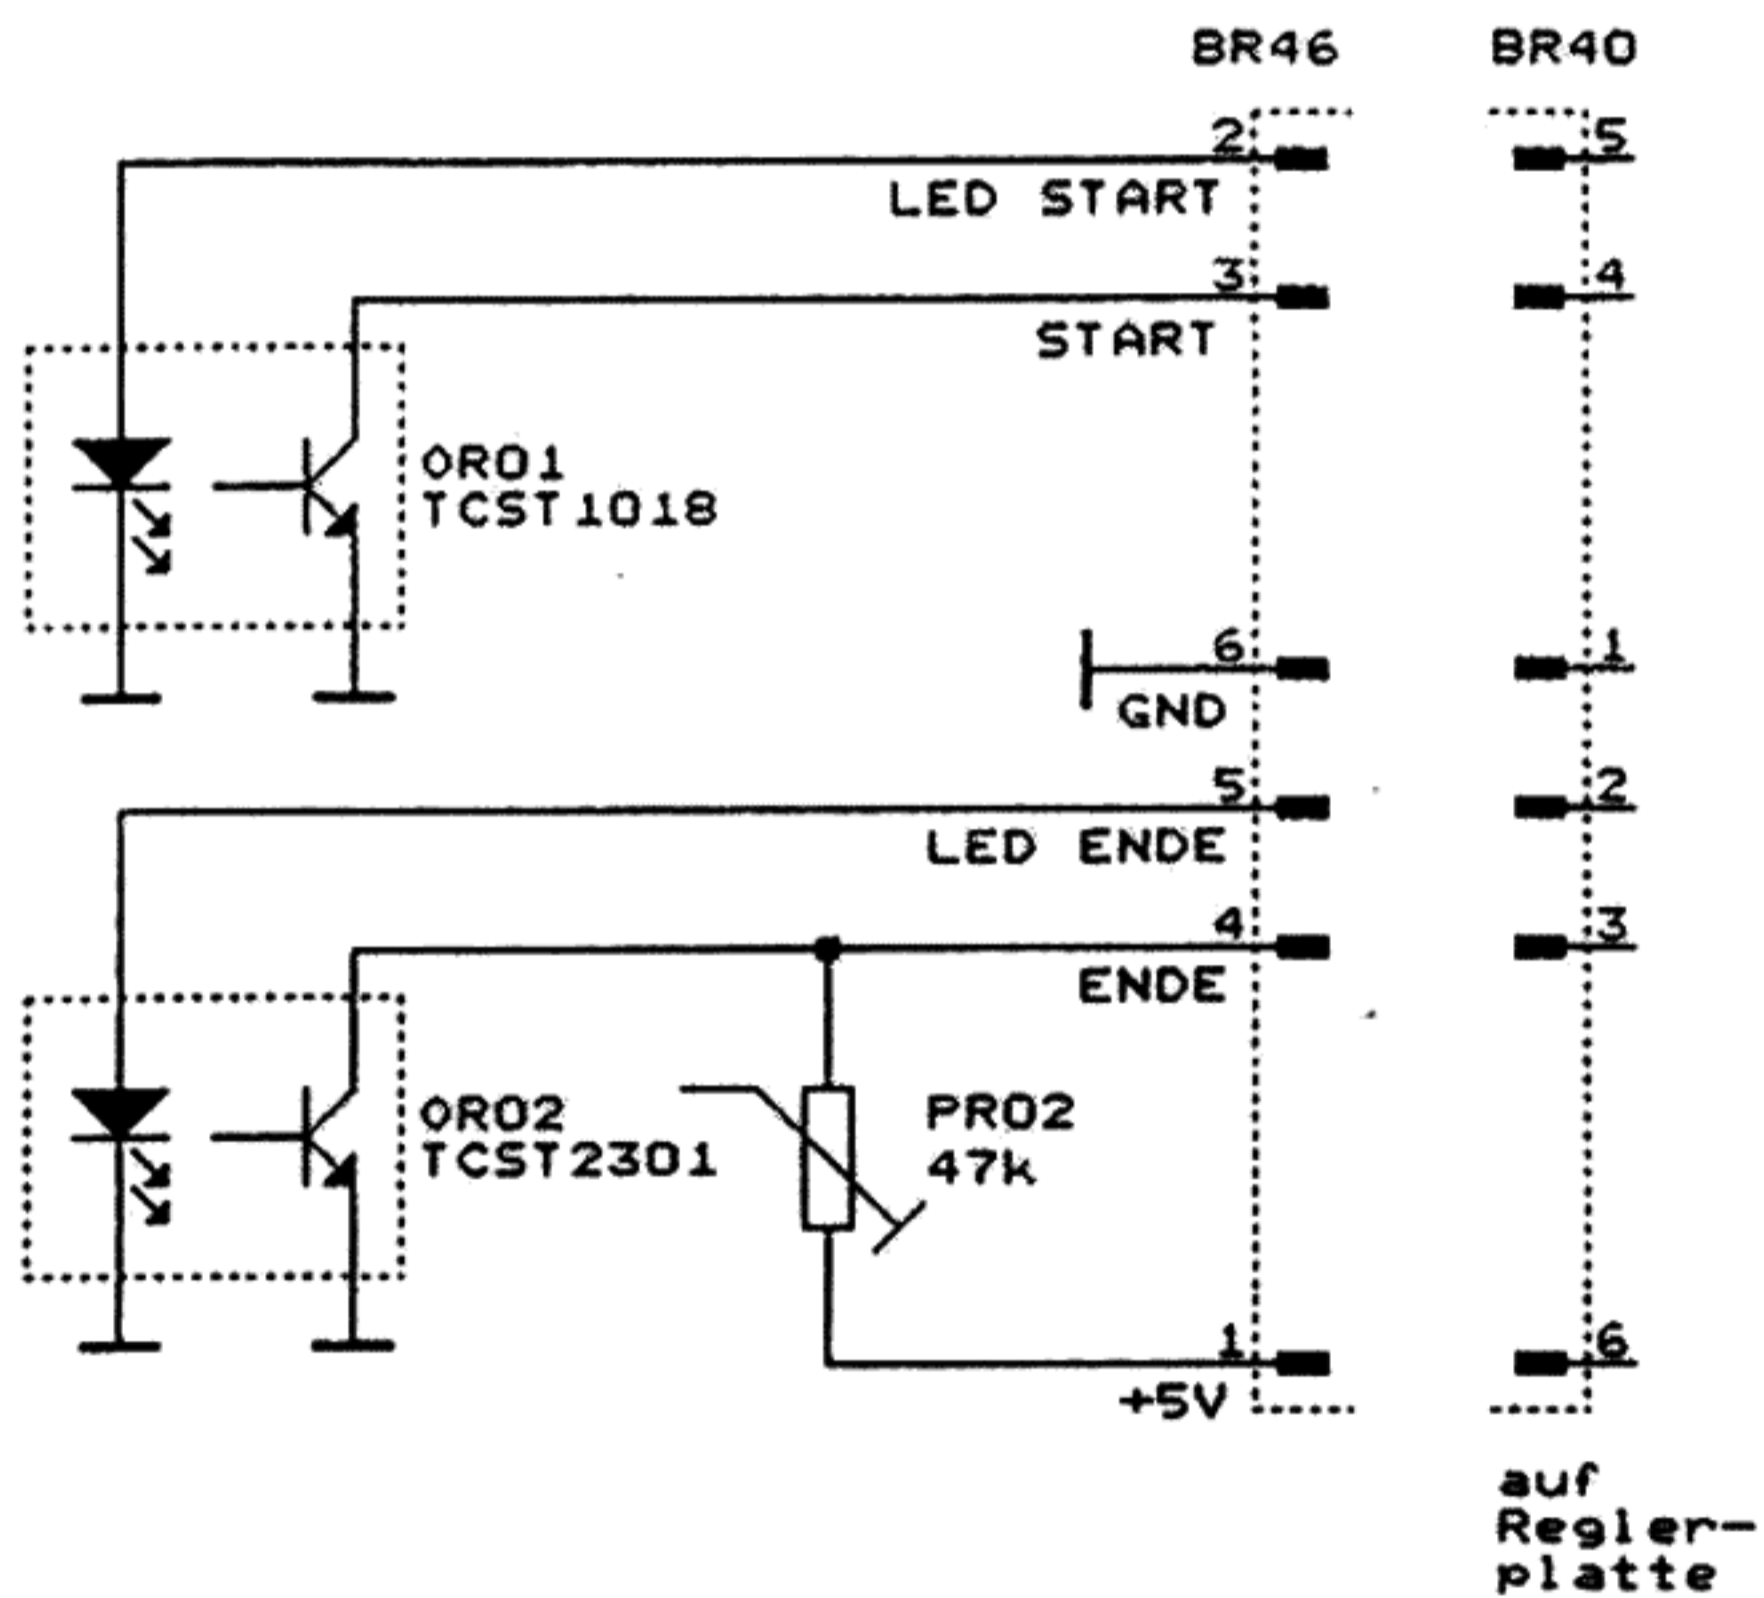 BR46 BR40
2 5
LED START
3 4
START
OR01
TCST1018
6 1
GND
5 2
LED ENDE
4 3
ENDE
OR02 PR02
TCST2301 47k
1 6
+5V
auf
Regler-
platte